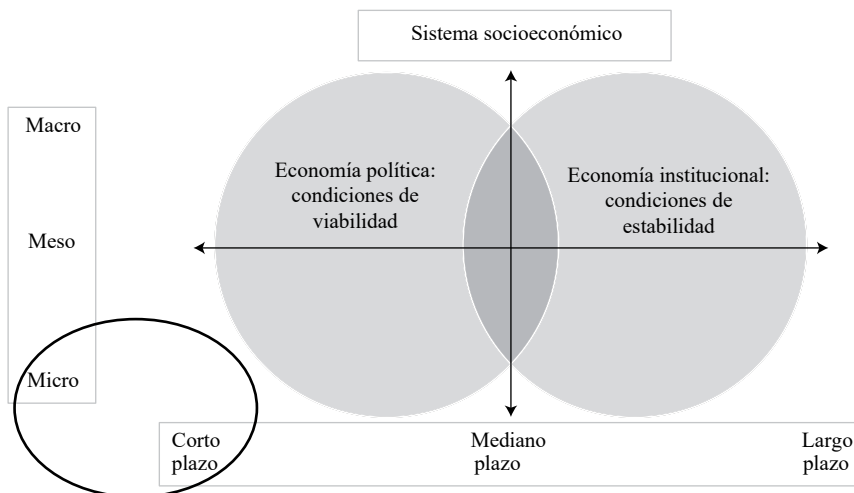 Sistema socioeconómico
Macro
Economía política:
condiciones de
viabilidad
Economía institucional:
condiciones de
estabilidad
Meso
Micro
Corto
plazo
Mediano
plazo
Largo
plazo